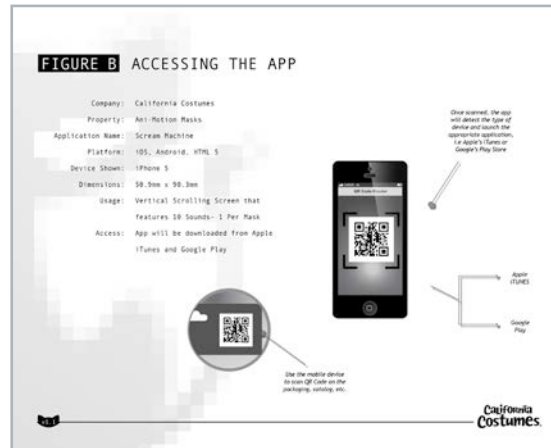 FIGURE B ACCESSING THE APP
Company: California Costumes
Property: Ani-Motion Masks
Application Name: Scream Machine
Platform: iOS, Android, HTML 5
Device Shown: iPhone 5
Dimensions: 50.9mm x 90.3mm
Usage: Vertical Scrolling Screen that
features 10 Sounds- 1 Per Mask
Access: App will be downloaded from Apple
iTunes and Google Play
Once scanned, the app
will detect the type of
device and launch the
appropriate application,
i.e Apple's iTunes or
Google's Play Store
Apple
iTUNES
Google
Play
Use the mobile device
to scan QR Code on the
packaging, catalog, etc.
v1.1
California
Costumes.